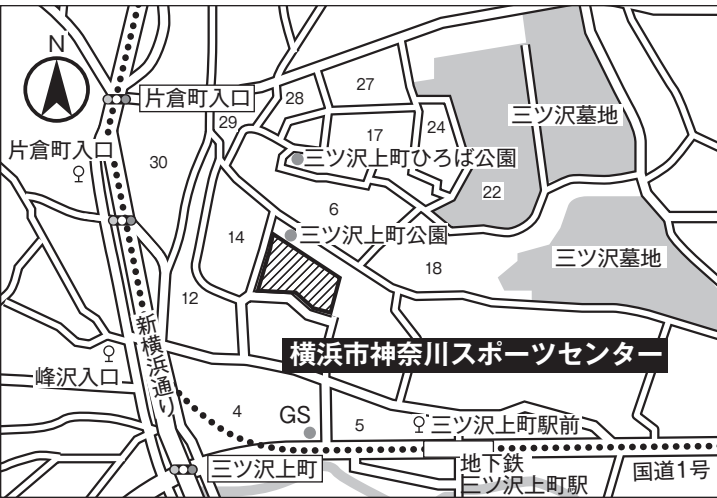 N
片倉町入口
28
27
三ツ沢墓地
29
17
24
片倉町入口
30
三ツ沢上町ひろば公園
22
6
三ツ沢上町公園
14
三ツ沢墓地
18
12
新横浜通り
横浜市神奈川スポーツセンター
峰沢入口
4
GS
5
三ツ沢上町駅前
三ツ沢上町
地下鉄
三ツ沢上町駅
国道1号